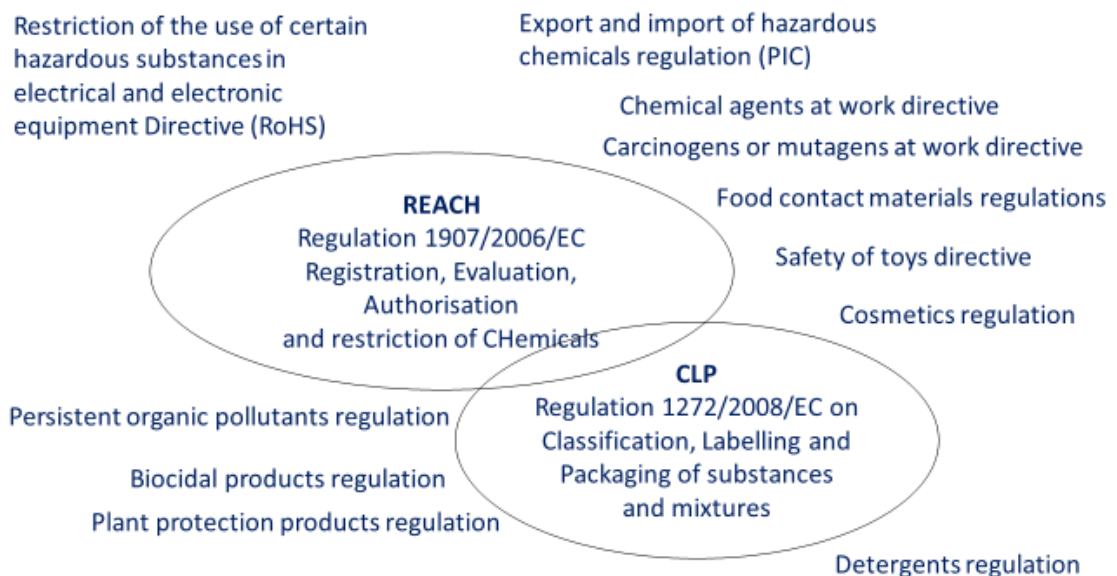 Restriction of the use of certain
hazardous substances in
electrical and electronic
equipment Directive (RoHS)
Export and import of hazardous
chemicals regulation (PIC)
Chemical agents at work directive
Carcinogens or mutagens at work directive
Food contact materials regulations
Safety of toys directive
Cosmetics regulation
REACH
Regulation 1907/2006/EC
Registration, Evaluation,
Authorisation
and restriction of CHemicals
CLP
Regulation 1272/2008/EC on
Classification, Labelling and
Packaging of substances
and mixtures
Persistent organic pollutants regulation
Biocidal products regulation
Plant protection products regulation
Detergents regulation